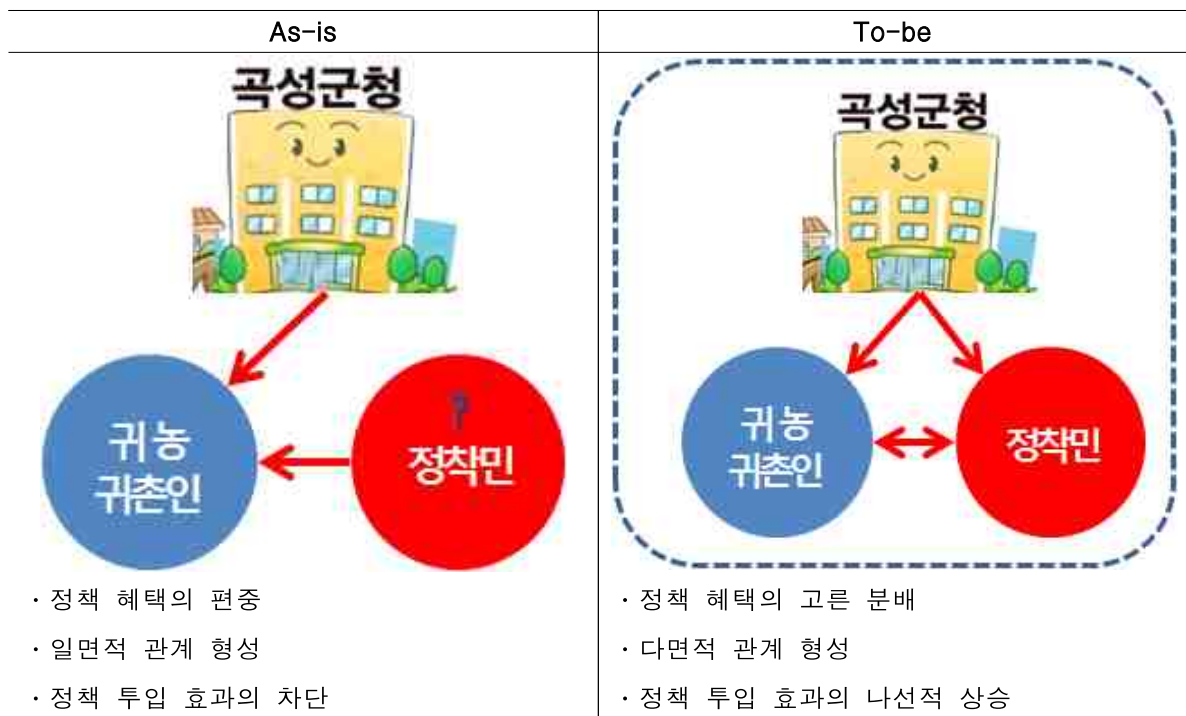 As-is
곡성군청
귀농
귀촌인
?
정착민
· 정책 혜택의 편중
· 일면적 관계 형성
· 정책 투입 효과의 차단
To-be
곡성군청
귀농
귀촌인
정착민
· 정책 혜택의 고른 분배
· 다면적 관계 형성
· 정책 투입 효과의 나선적 상승